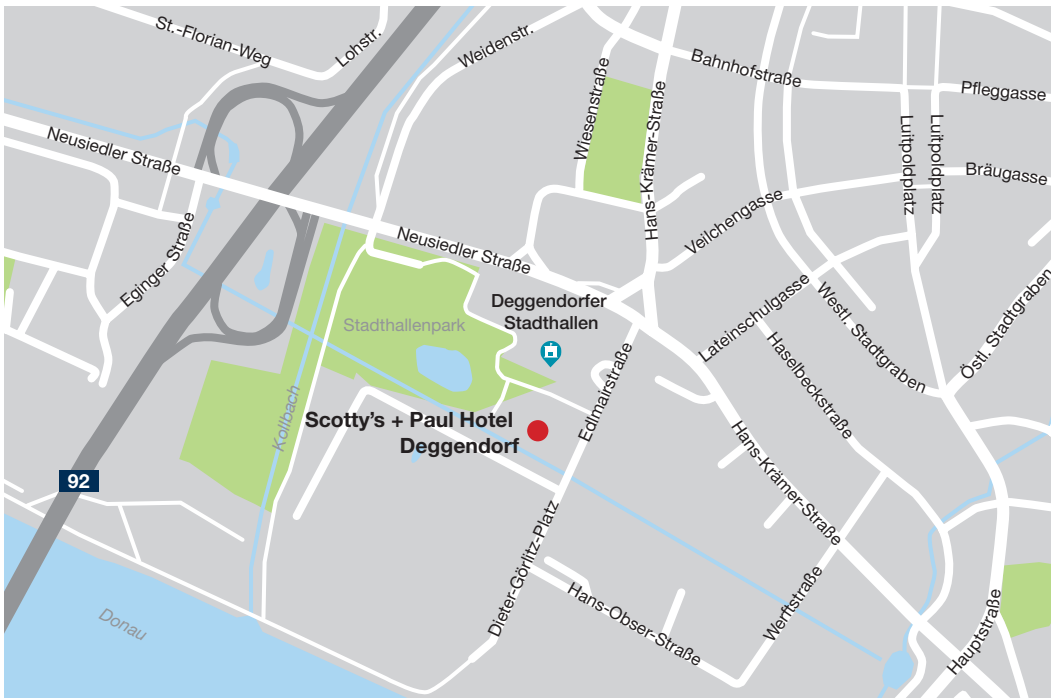 St.-Florian-Weg
Lohstr.
Weidenstr.
Bahnhofstraße
Pfleggasse
Wiesenstraße
Hans-Krämer-Straße
Luitpoldplatz
Luitpoldplatz
Neusiedler Straße
Bräugasse
Veilchengasse
Eginger Straße
Neusiedler Straße
Deggendorfer
Stadthallen
Stadthallenpark
Lateinschulgasse
Westl. Stadtgraben
Östl. Stadtgraben
Haselbeckstraße
Edlmairstraße
Kollbach
Scotty's + Paul Hotel
Deggendorf
Hans-Krämer-Straße
92
Dieter-Görlitz-Platz
Hans-Obser-Straße
Werftstraße
Hauptstraße
Donau